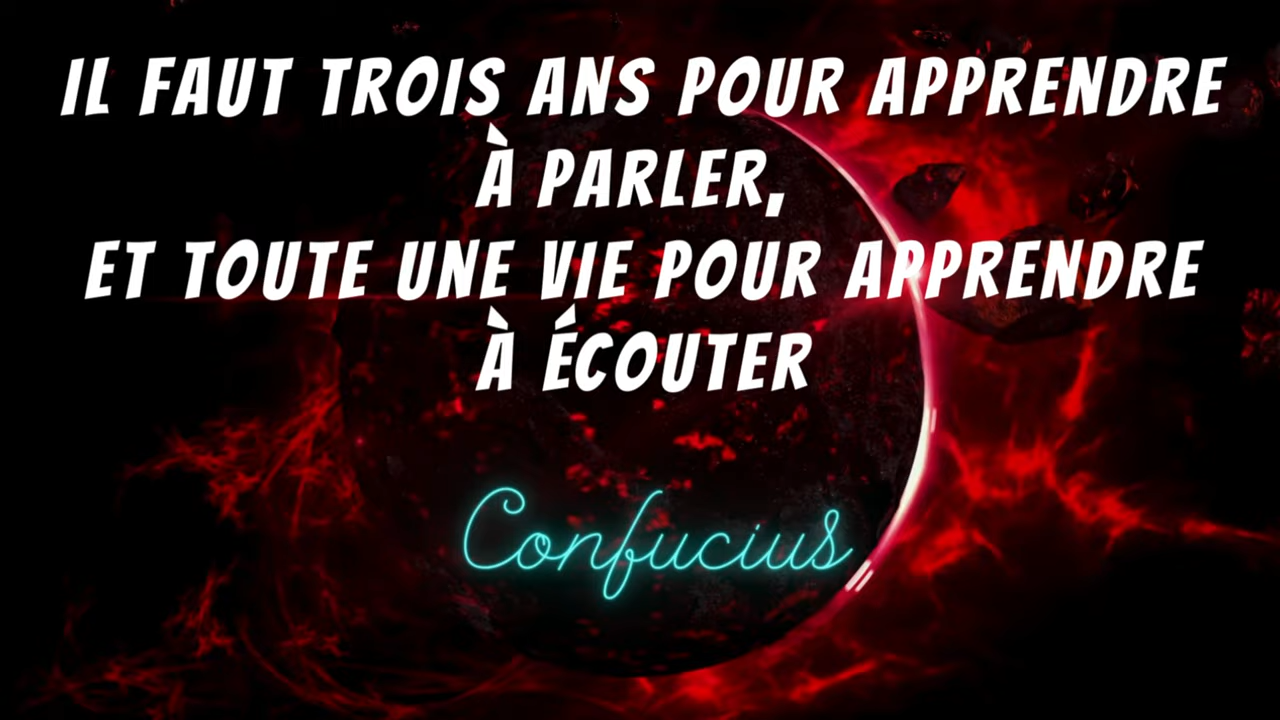 IL FAUT TROIS ANS POUR APPRENDRE
À PARLER,
ET TOUTE UNE VIE POUR APPRENDRE
À ÉCOUTER
Confucius